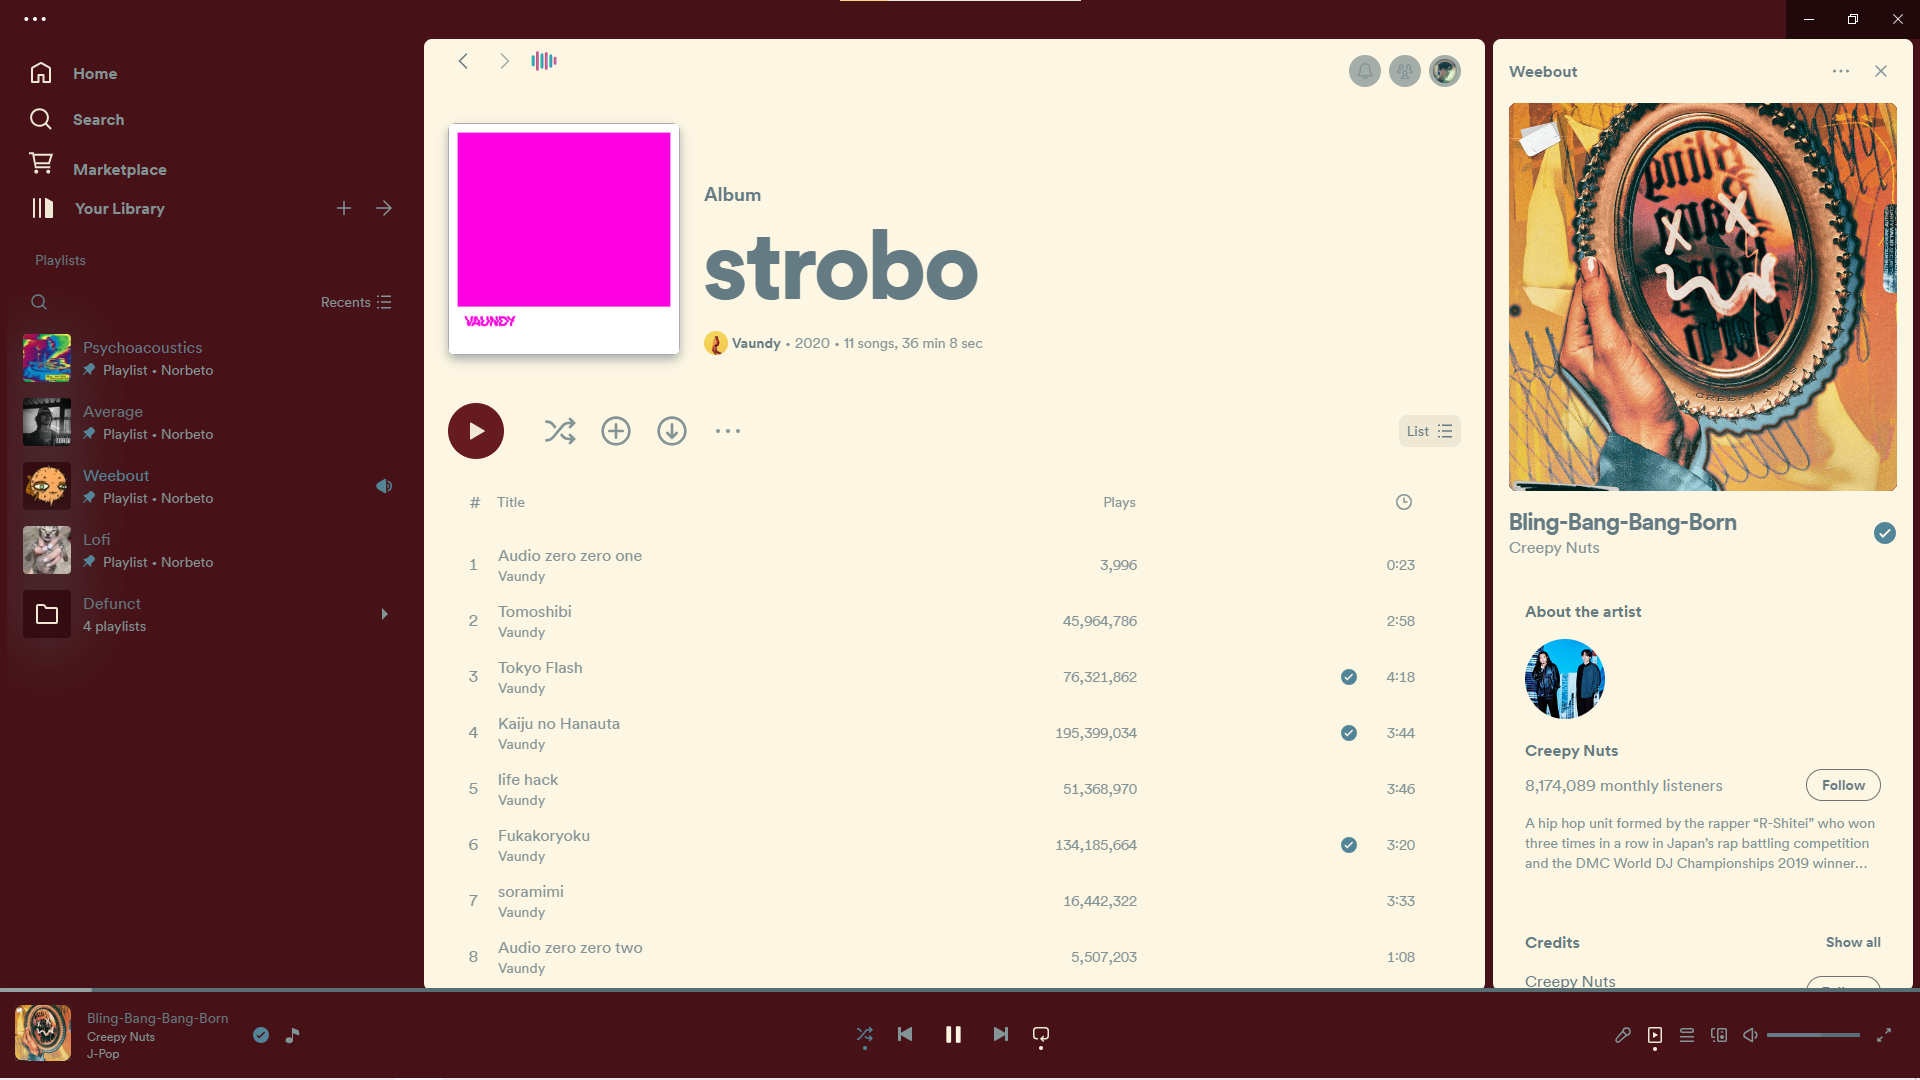 Home
Search
Marketplace
Your Library
Playlists
Recents
Psychoacoustics
Playlist • Norbeto
Average
Playlist • Norbeto
Weebout
Playlist • Norbeto
Lofi
Playlist • Norbeto
Defunct
4 playlists
VAUNDY
Album
strobo
Vaundy • 2020 • 11 songs, 36 min 8 sec
List
# Title Plays
1 Audio zero zero one 3,996 0:23
Vaundy
2 Tomoshibi 45,964,786 2:58
Vaundy
3 Tokyo Flash 76,321,862 4:18
Vaundy
4 Kaiju no Hanauta 195,399,034 3:44
Vaundy
5 life hack 51,368,970 3:46
Vaundy
6 Fukakoryoku 134,185,664 3:20
Vaundy
7 soramimi 16,442,322 3:33
Vaundy
8 Audio zero zero two 5,507,203 1:08
Vaundy
Weebout
Bling-Bang-Bang-Born
Creepy Nuts
About the artist
Creepy Nuts
8,174,089 monthly listeners Follow
A hip hop unit formed by the rapper “R-Shitei” who won
three times in a row in Japan’s rap battling competition
and the DMC World DJ Championships 2019 winner...
Credits Show all
Creepy Nuts
Bling-Bang-Bang-Born
Creepy Nuts
J-Pop